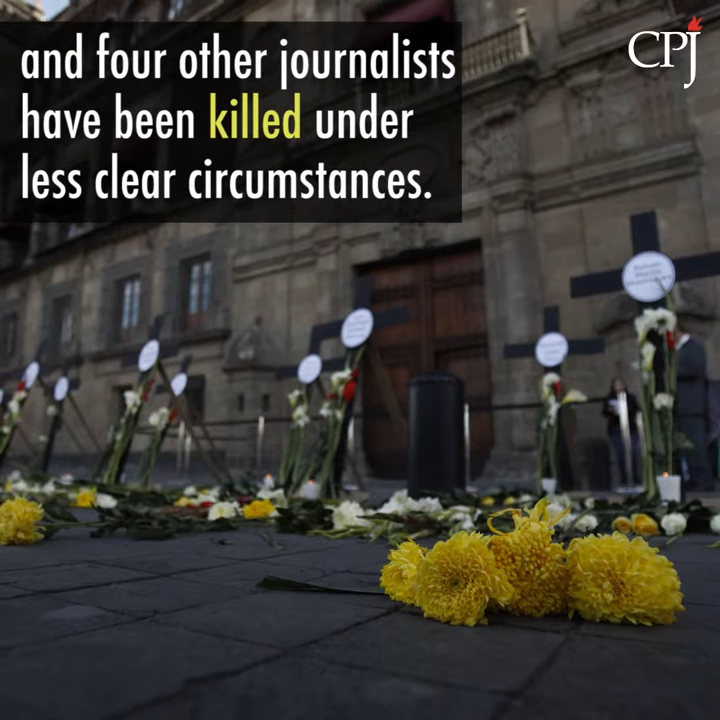 and four other journalists
have been killed under
less clear circumstances.
CPJ